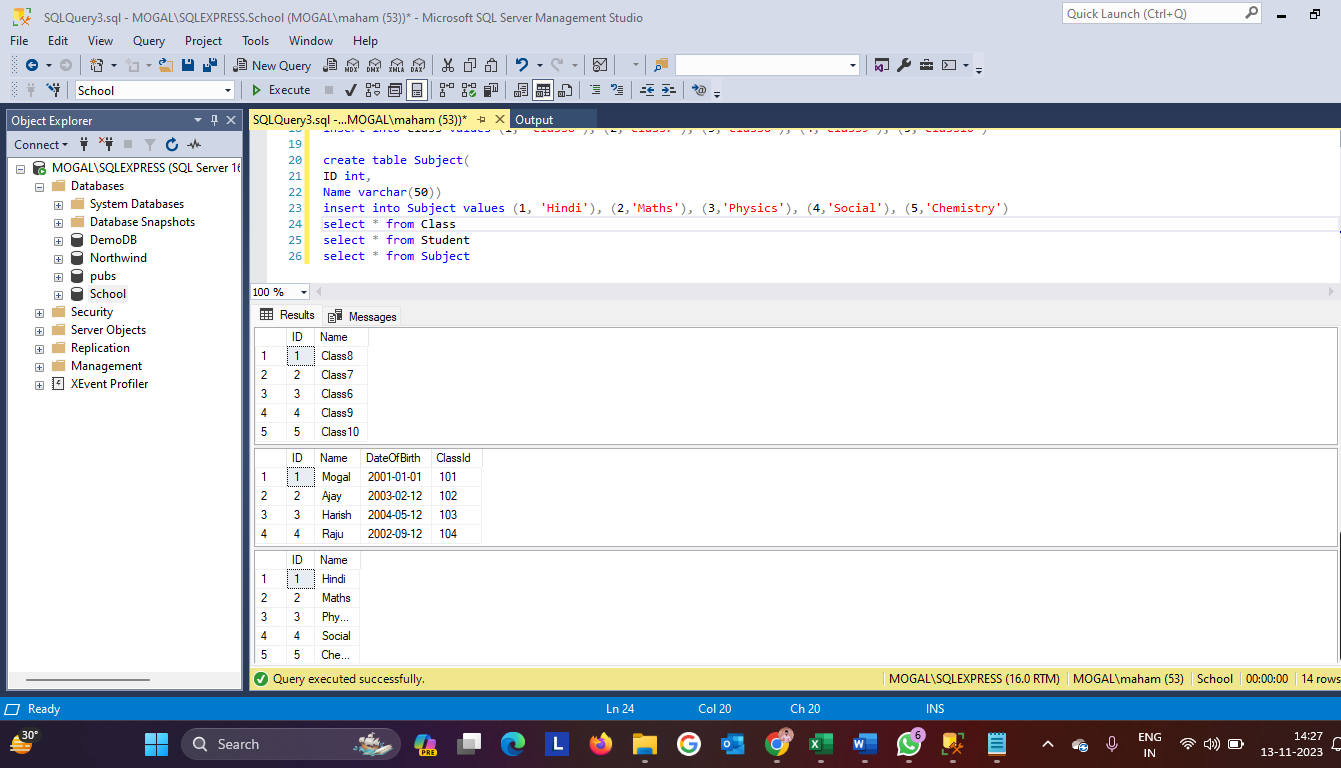 SQLQuery3.sql - MOGAL\SQLEXPRESS.School (MOGAL\maham (53))* - Microsoft SQL Server Management Studio
Quick Launch (Ctrl+Q)
File Edit View Query Project Tools Window Help
New Query MDX DMX XMLA DAX
School Execute
Object Explorer
SQLQuery3.sql -...MOGAL\maham (53))* Output
Connect
MOGAL\SQLEXPRESS (SQL Server 16
Databases
System Databases
Database Snapshots
DemoDB
Northwind
pubs
School
Security
Server Objects
Replication
Management
XEvent Profiler
19
20 create table Subject(
21 ID int,
22 Name varchar(50))
23 insert into Subject values (1, 'Hindi'), (2,'Maths'), (3,'Physics'), (4,'Social'), (5,'Chemistry')
24 select * from Class
25 select * from Student
26 select * from Subject
100 %
Results Messages
ID Name
1 1 Class8
2 2 Class7
3 3 Class6
4 4 Class9
5 5 Class10
ID Name DateOfBirth ClassId
1 1 Mogal 2001-01-01 101
2 2 Ajay 2003-02-12 102
3 3 Harish 2004-05-12 103
4 4 Raju 2002-09-12 104
ID Name
1 1 Hindi
2 2 Maths
3 3 Phy...
4 4 Social
5 5 Che...
Query executed successfully. MOGAL\SQLEXPRESS (16.0 RTM) MOGAL\maham (53) School 00:00:00 14 rows
Ready Ln 24 Col 20 Ch 20 INS
30° Search PRE L 6 ENG 14:27
IN 13-11-2023